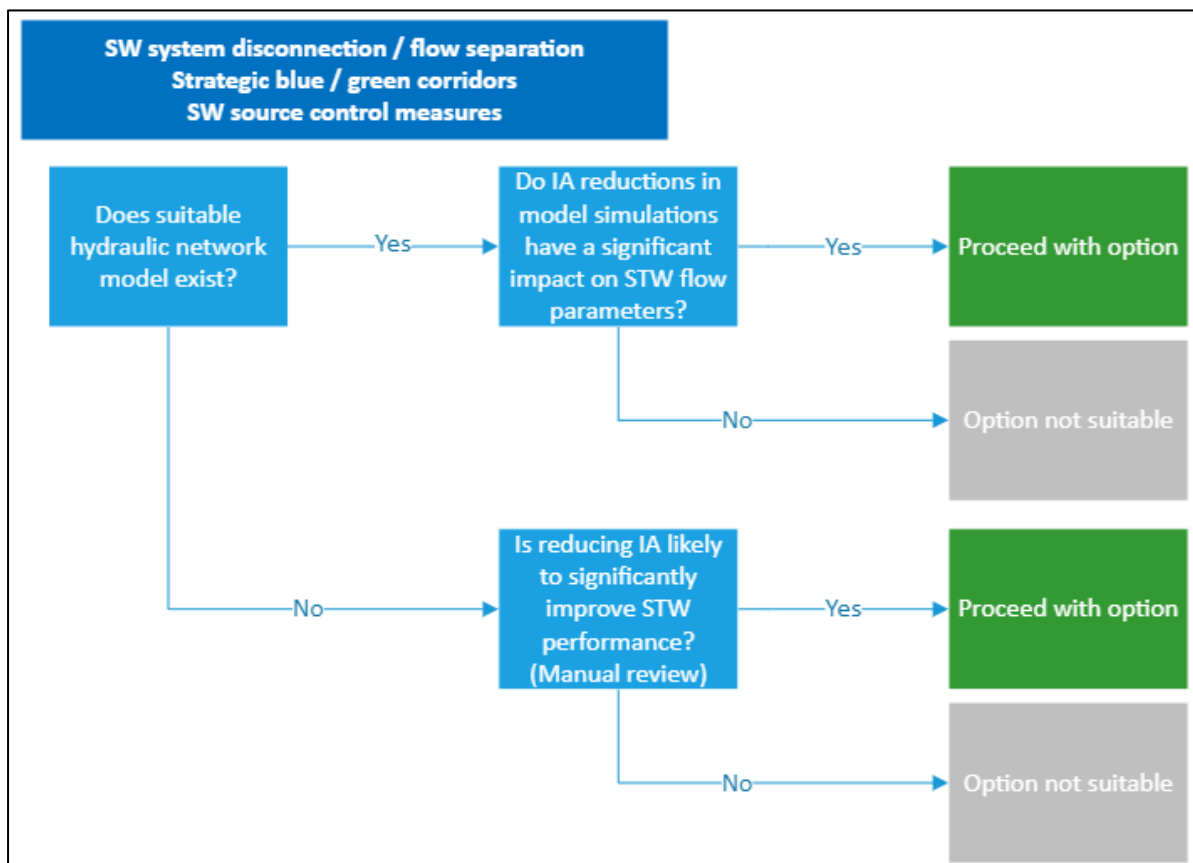 SW system disconnection / flow separation
Strategic blue / green corridors
SW source control measures
Does suitable
hydraulic network
model exist?
Yes
Do IA reductions in
model simulations
have a significant
impact on STW flow
parameters?
Yes
Proceed with option
No
Option not suitable
No
Is reducing IA likely
to significantly
improve STW
performance?
(Manual review)
Yes
Proceed with option
No
Option not suitable